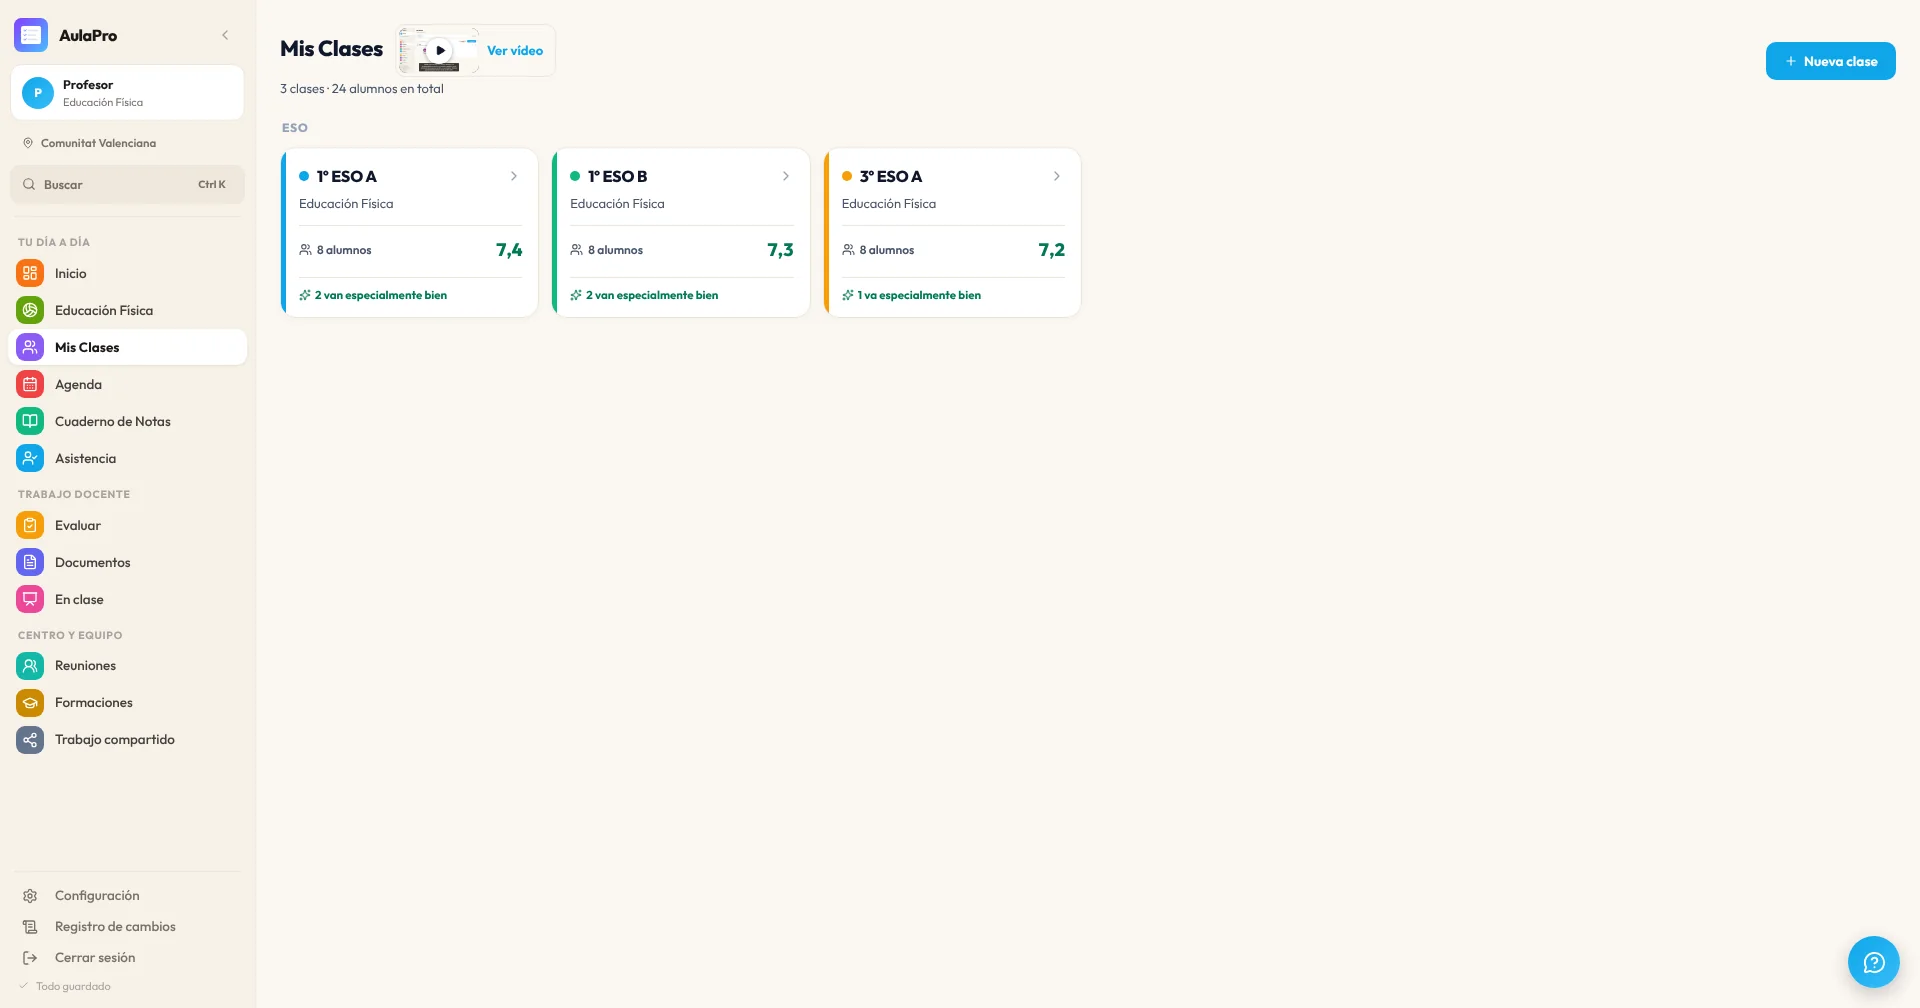 AulaPro
P
Profesor
Educación Física
Comunitat Valenciana
Buscar
Ctrl K
TU DÍA A DÍA
Inicio
Educación Física
Mis Clases
Agenda
Cuaderno de Notas
Asistencia
TRABAJO DOCENTE
Evaluar
Documentos
En clase
CENTRO Y EQUIPO
Reuniones
Formaciones
Trabajo compartido
Configuración
Registro de cambios
Cerrar sesión
Todo guardado
Mis Clases
Ver vídeo
3 clases · 24 alumnos en total
Nueva clase
ESO
1º ESO A
Educación Física
8 alumnos
7,4
2 van especialmente bien
1º ESO B
Educación Física
8 alumnos
7,3
2 van especialmente bien
3º ESO A
Educación Física
8 alumnos
7,2
1 va especialmente bien